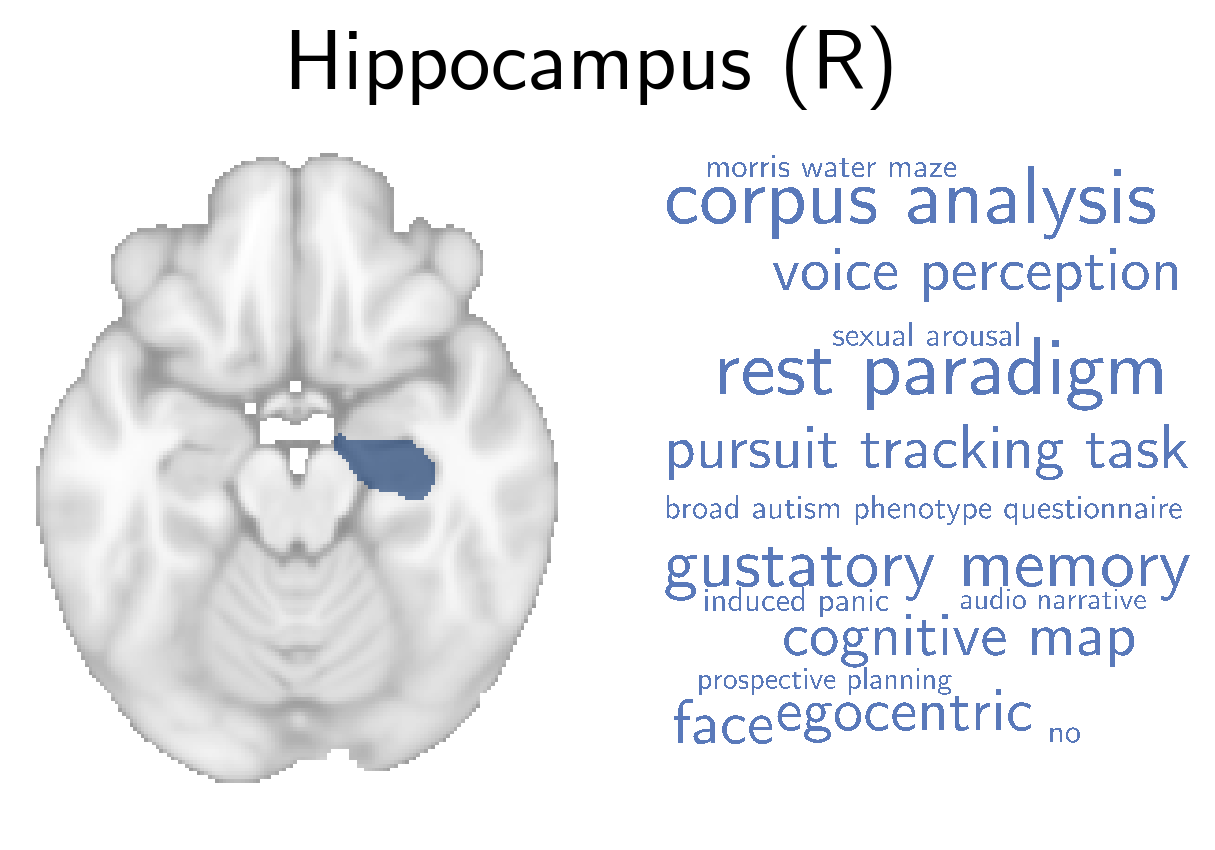 Hippocampus (R)
morris water maze
corpus analysis
voice perception
sexual arousal
rest paradigm
pursuit tracking task
broad autism phenotype questionnaire
gustatory memory
induced panic audio narrative
cognitive map
prospective planning
face egocentric no